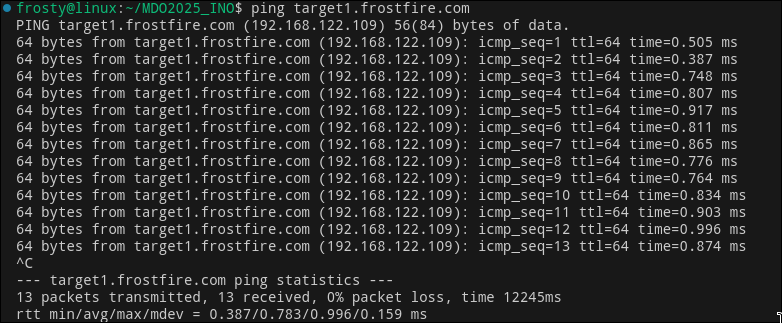 frosty@linux:~/MDO2025_INO$ ping target1.frostfire.com
PING target1.frostfire.com (192.168.122.109) 56(84) bytes of data.
64 bytes from target1.frostfire.com (192.168.122.109): icmp_seq=1 ttl=64 time=0.505 ms
64 bytes from target1.frostfire.com (192.168.122.109): icmp_seq=2 ttl=64 time=0.387 ms
64 bytes from target1.frostfire.com (192.168.122.109): icmp_seq=3 ttl=64 time=0.748 ms
64 bytes from target1.frostfire.com (192.168.122.109): icmp_seq=4 ttl=64 time=0.807 ms
64 bytes from target1.frostfire.com (192.168.122.109): icmp_seq=5 ttl=64 time=0.917 ms
64 bytes from target1.frostfire.com (192.168.122.109): icmp_seq=6 ttl=64 time=0.811 ms
64 bytes from target1.frostfire.com (192.168.122.109): icmp_seq=7 ttl=64 time=0.865 ms
64 bytes from target1.frostfire.com (192.168.122.109): icmp_seq=8 ttl=64 time=0.776 ms
64 bytes from target1.frostfire.com (192.168.122.109): icmp_seq=9 ttl=64 time=0.764 ms
64 bytes from target1.frostfire.com (192.168.122.109): icmp_seq=10 ttl=64 time=0.834 ms
64 bytes from target1.frostfire.com (192.168.122.109): icmp_seq=11 ttl=64 time=0.903 ms
64 bytes from target1.frostfire.com (192.168.122.109): icmp_seq=12 ttl=64 time=0.996 ms
64 bytes from target1.frostfire.com (192.168.122.109): icmp_seq=13 ttl=64 time=0.874 ms
^C
--- target1.frostfire.com ping statistics ---
13 packets transmitted, 13 received, 0% packet loss, time 12245ms
rtt min/avg/max/mdev = 0.387/0.783/0.996/0.159 ms